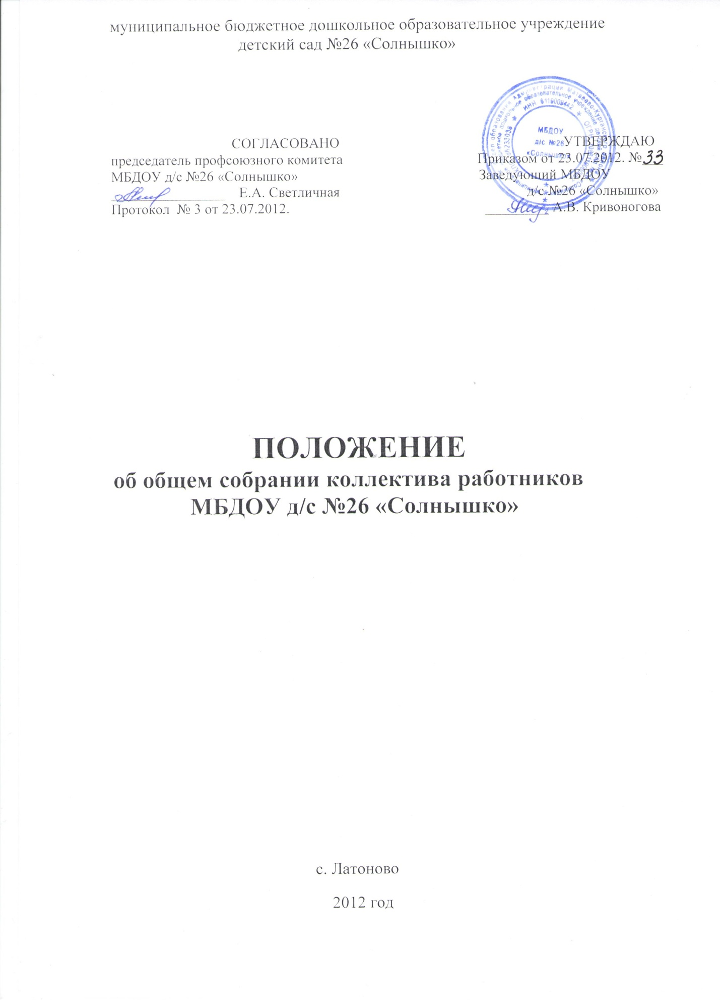 муниципальное бюджетное дошкольное образовательное учреждение
детский сад №26 «Солнышко»
СОГЛАСОВАНО
председатель профсоюзного комитета
МБДОУ д/с №26 «Солнышко»
Е.А. Светличная
Протокол № 3 от 23.07.2012.
УТВЕРЖДАЮ
Приказом от 23.07.2012. №33
Заведующий МБДОУ
д/с №26 «Солнышко»
А.В. Кривоногова
МБДОУ
д/с №26
«Солнышко»
ИНН 6119009442
ПОЛОЖЕНИЕ
об общем собрании коллектива работников
МБДОУ д/с №26 «Солнышко»
с. Латоново
2012 год